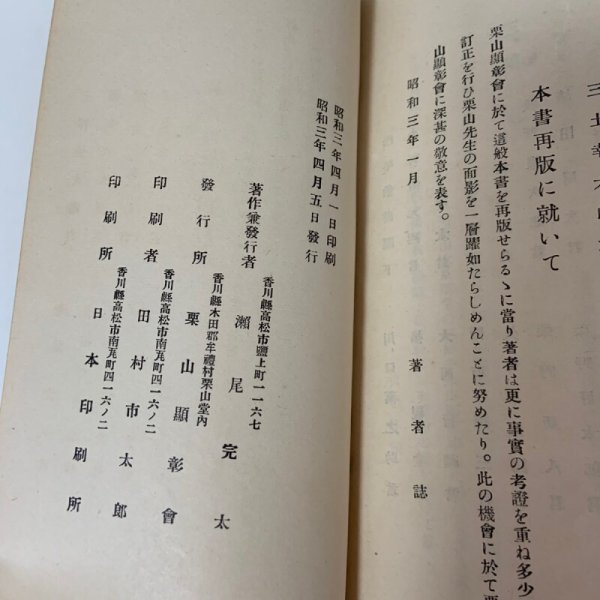 本書再版に就いて
栗山顯彰會に於て這般本書を再版せらるゝに當り著者は更に事實の考證を重ね多少
訂正を行ひ栗山先生の面影を一層躍如たらしめんことに努めたり。此の機會に於て栗
山顯彰會に深甚の敬意を表す。
昭和三年一月
著者誌
昭和三年四月一日印刷
昭和三年四月五日發行
香川縣高松市鹽上町一一六七
著作兼發行者 瀬尾完太
香川縣木田郡牟禮村栗山堂内
發行所 栗山顯彰會
香川縣高松市南瓦町四一六ノ二
印刷者 田村市太郎
香川縣高松市南瓦町四一六ノ二
印刷所 日本印刷所